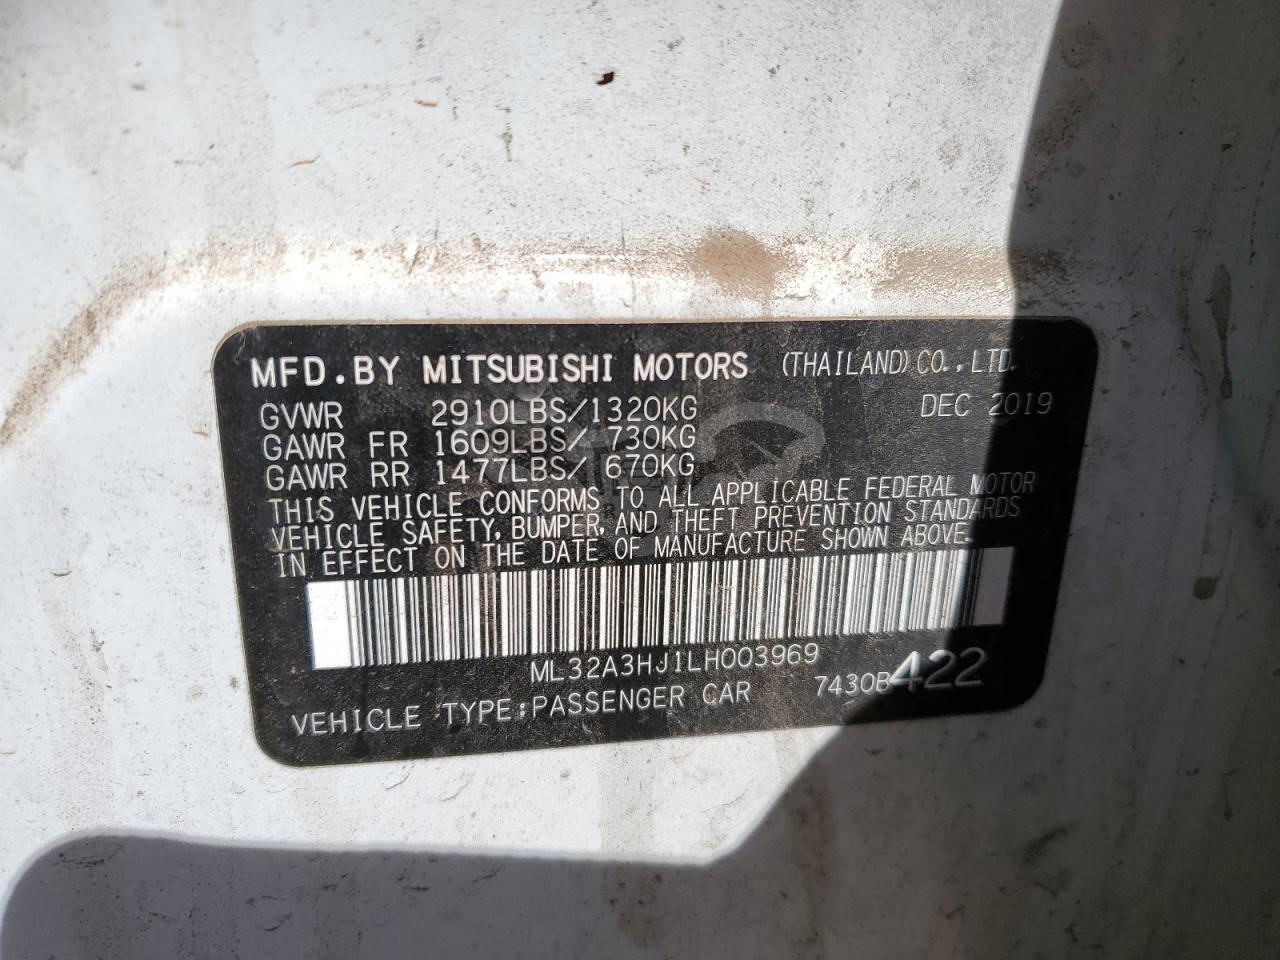 MFD.BY MITSUBISHI MOTORS (THAILAND) CO.,LTD.
GVWR 2910LBS/1320KG DEC 2019
GAWR FR 1609LBS/ 730KG
GAWR RR 1477LBS/ 670KG
THIS VEHICLE CONFORMS TO ALL APPLICABLE FEDERAL MOTOR
VEHICLE SAFETY, BUMPER, AND THEFT PREVENTION STANDARDS
IN EFFECT ON THE DATE OF MANUFACTURE SHOWN ABOVE.
ML32A3HJ1LH003969
VEHICLE TYPE:PASSENGER CAR 7430B422